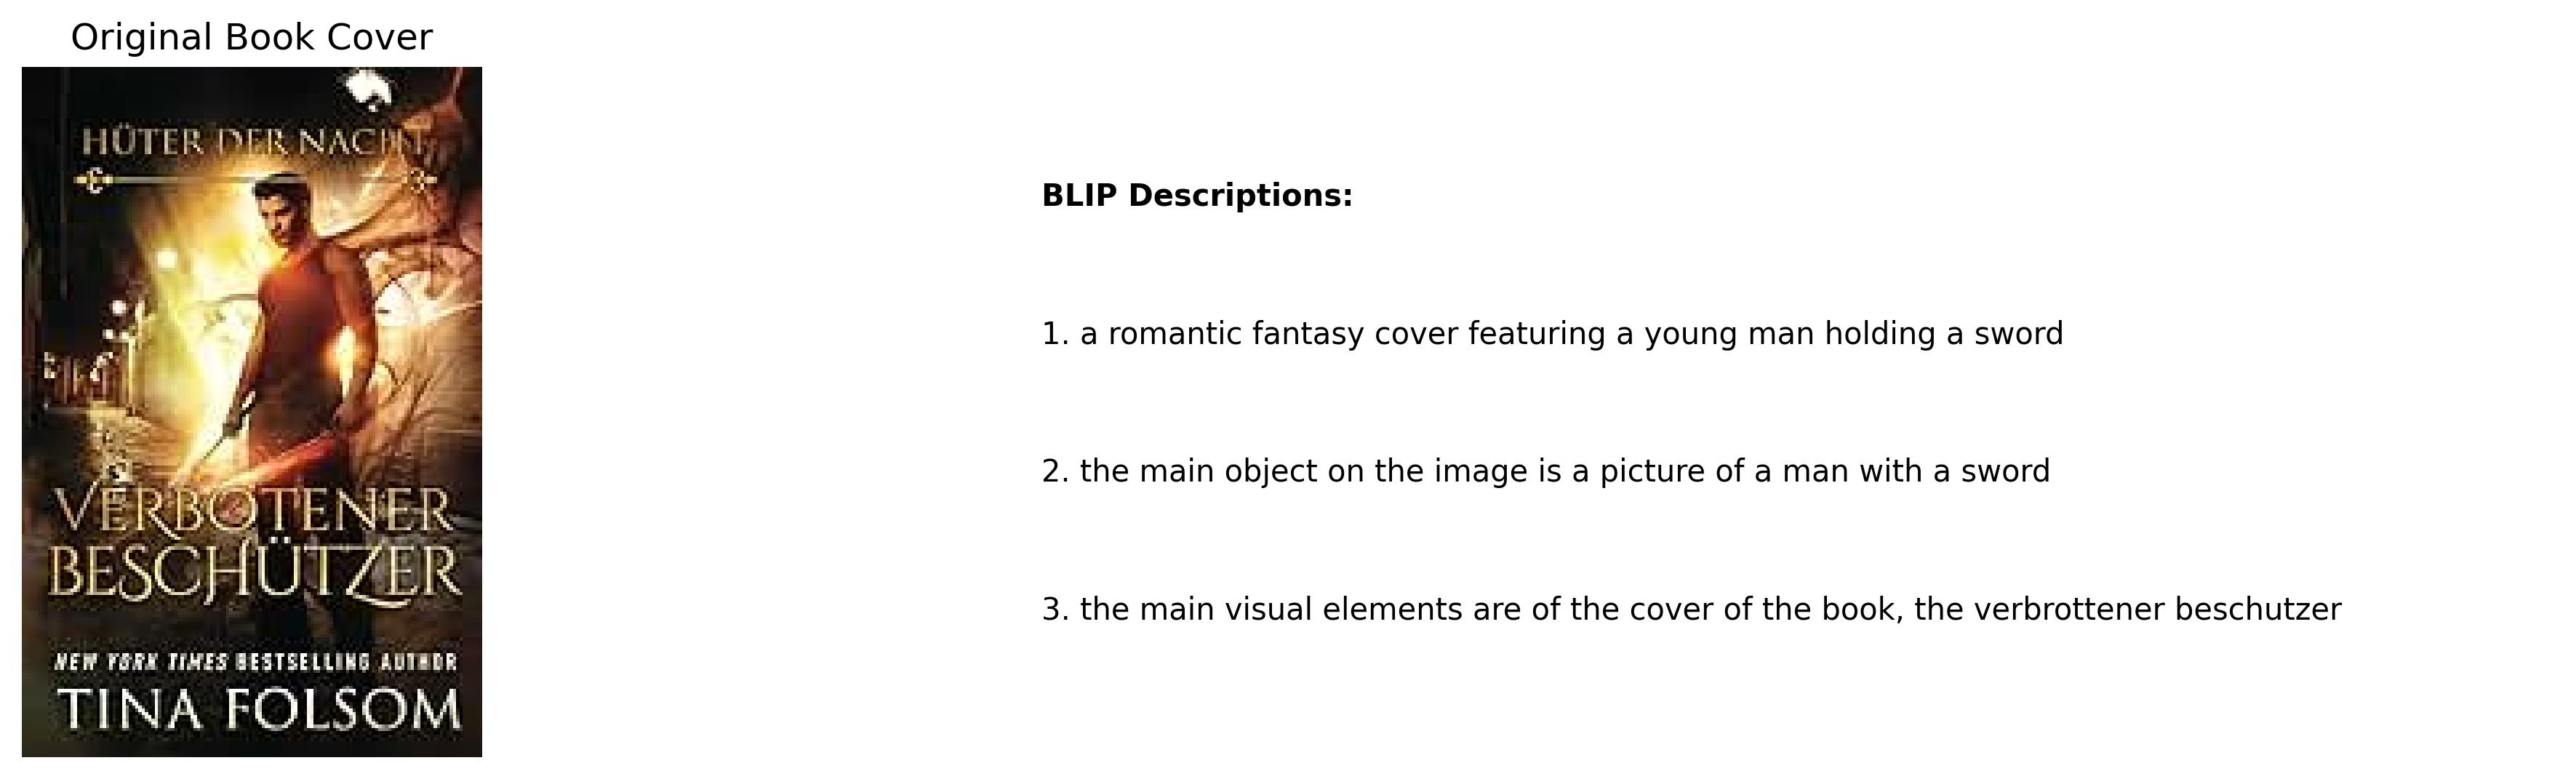 Original Book Cover
HÜTER DER NACHT
VERBOTENER
BESCHÜTZER
NEW YORK TIMES BESTSELLING AUTHOR
TINA FOLSOM
BLIP Descriptions:
1. a romantic fantasy cover featuring a young man holding a sword
2. the main object on the image is a picture of a man with a sword
3. the main visual elements are of the cover of the book, the verbrottener beschutzer